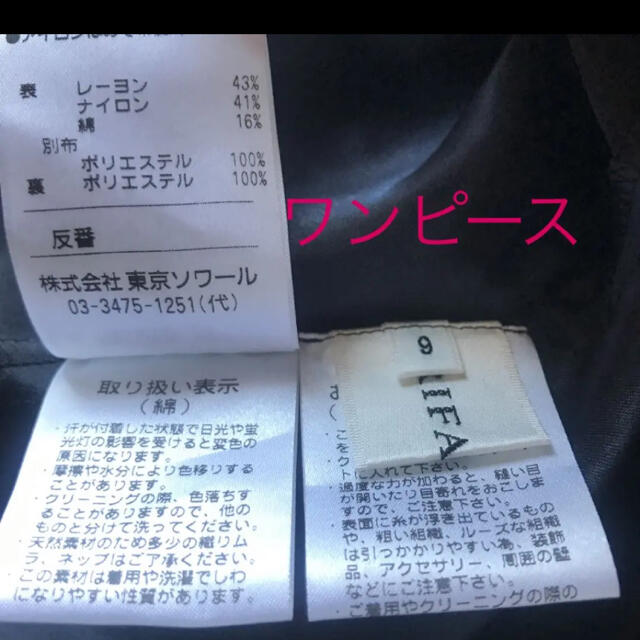 表 レーヨン 43%
ナイロン 41%
綿 16%
別布
ポリエステル 100%
裏 ポリエステル 100%
反番
株式会社 東京ソワール
03-3475-1251(代)
ワンピース
取り扱い表示
(綿)
・汗が付着した状態で日光や蛍
光灯の影響を受けると変色の
原因になります。
・摩擦や水分により色移りする
ことがあります。
・クリーニングの際、色落ちす
ることがありますので、他の
ものと分けて洗ってください。
・天然素材のため多少の織りム
ラ、ネップはご了承ください。
・この素材は着用や洗濯でしわ
になりやすい性質があります。
9
IFA
に入れて下さい。
・過度な力が加わると、縫い目
が開いたり目寄れをおこしま
すのでご注意下さい。
・表面に糸が浮き出ているもの
や、粗い組織、ルーズな組織
は引っかかりやすい為、装飾
品、アクセサリー、周囲の壁
などにご注意下さい。
・ご着用やクリーニングの際の